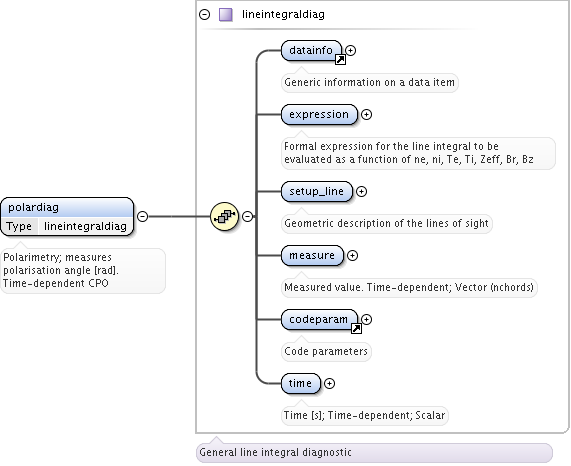 lineintegraldiag
datainfo
Generic information on a data item
expression
Formal expression for the line integral to be
evaluated as a function of ne, ni, Te, Ti, Zeff, Br, Bz
setup_line
Geometric description of the lines of sight
polardiag
Type lineintegraldiag
Polarimetry; measures
polarisation angle [rad].
Time-dependent CPO
measure
Measured value. Time-dependent; Vector (nchords)
codeparam
Code parameters
time
Time [s]; Time-dependent; Scalar
General line integral diagnostic